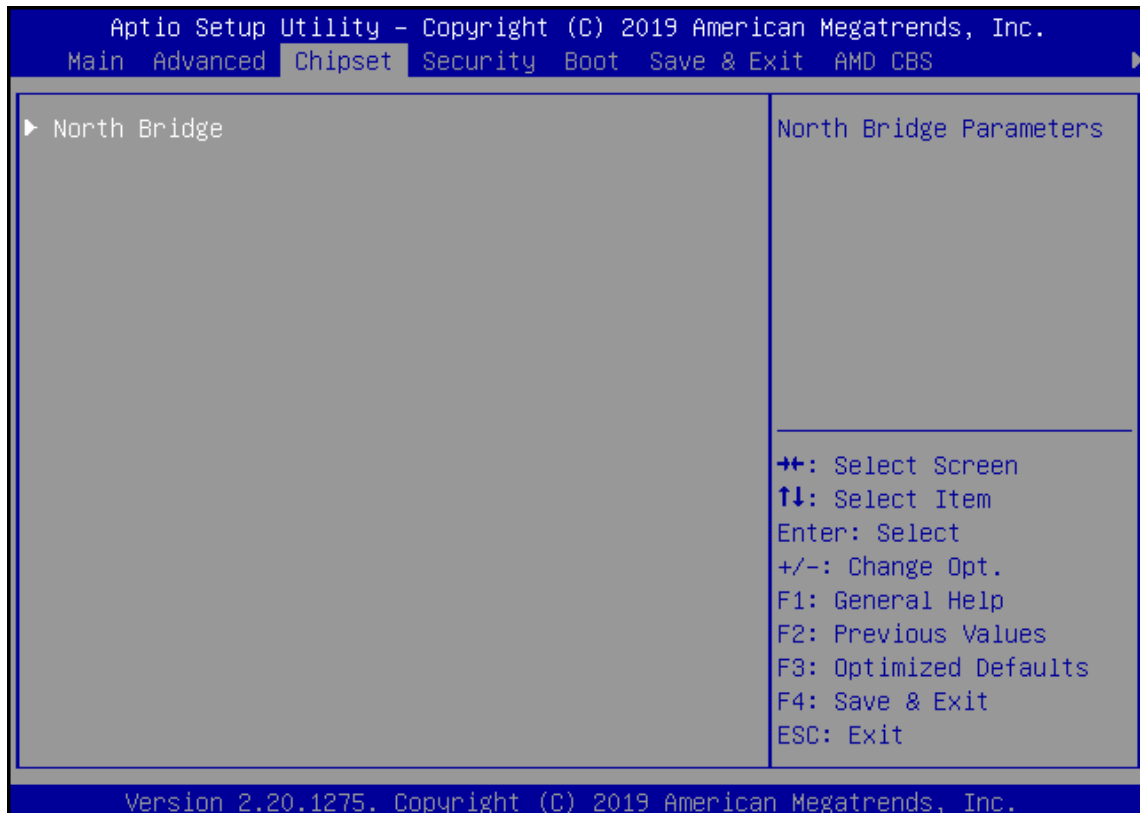 Aptio Setup Utility – Copyright (C) 2019 American Megatrends, Inc.
Main Advanced Chipset Security Boot Save & Exit AMD CBS ▶
▶ North Bridge
North Bridge Parameters
→←: Select Screen
↑↓: Select Item
Enter: Select
+/-: Change Opt.
F1: General Help
F2: Previous Values
F3: Optimized Defaults
F4: Save & Exit
ESC: Exit
Version 2.20.1275. Copyright (C) 2019 American Megatrends, Inc.